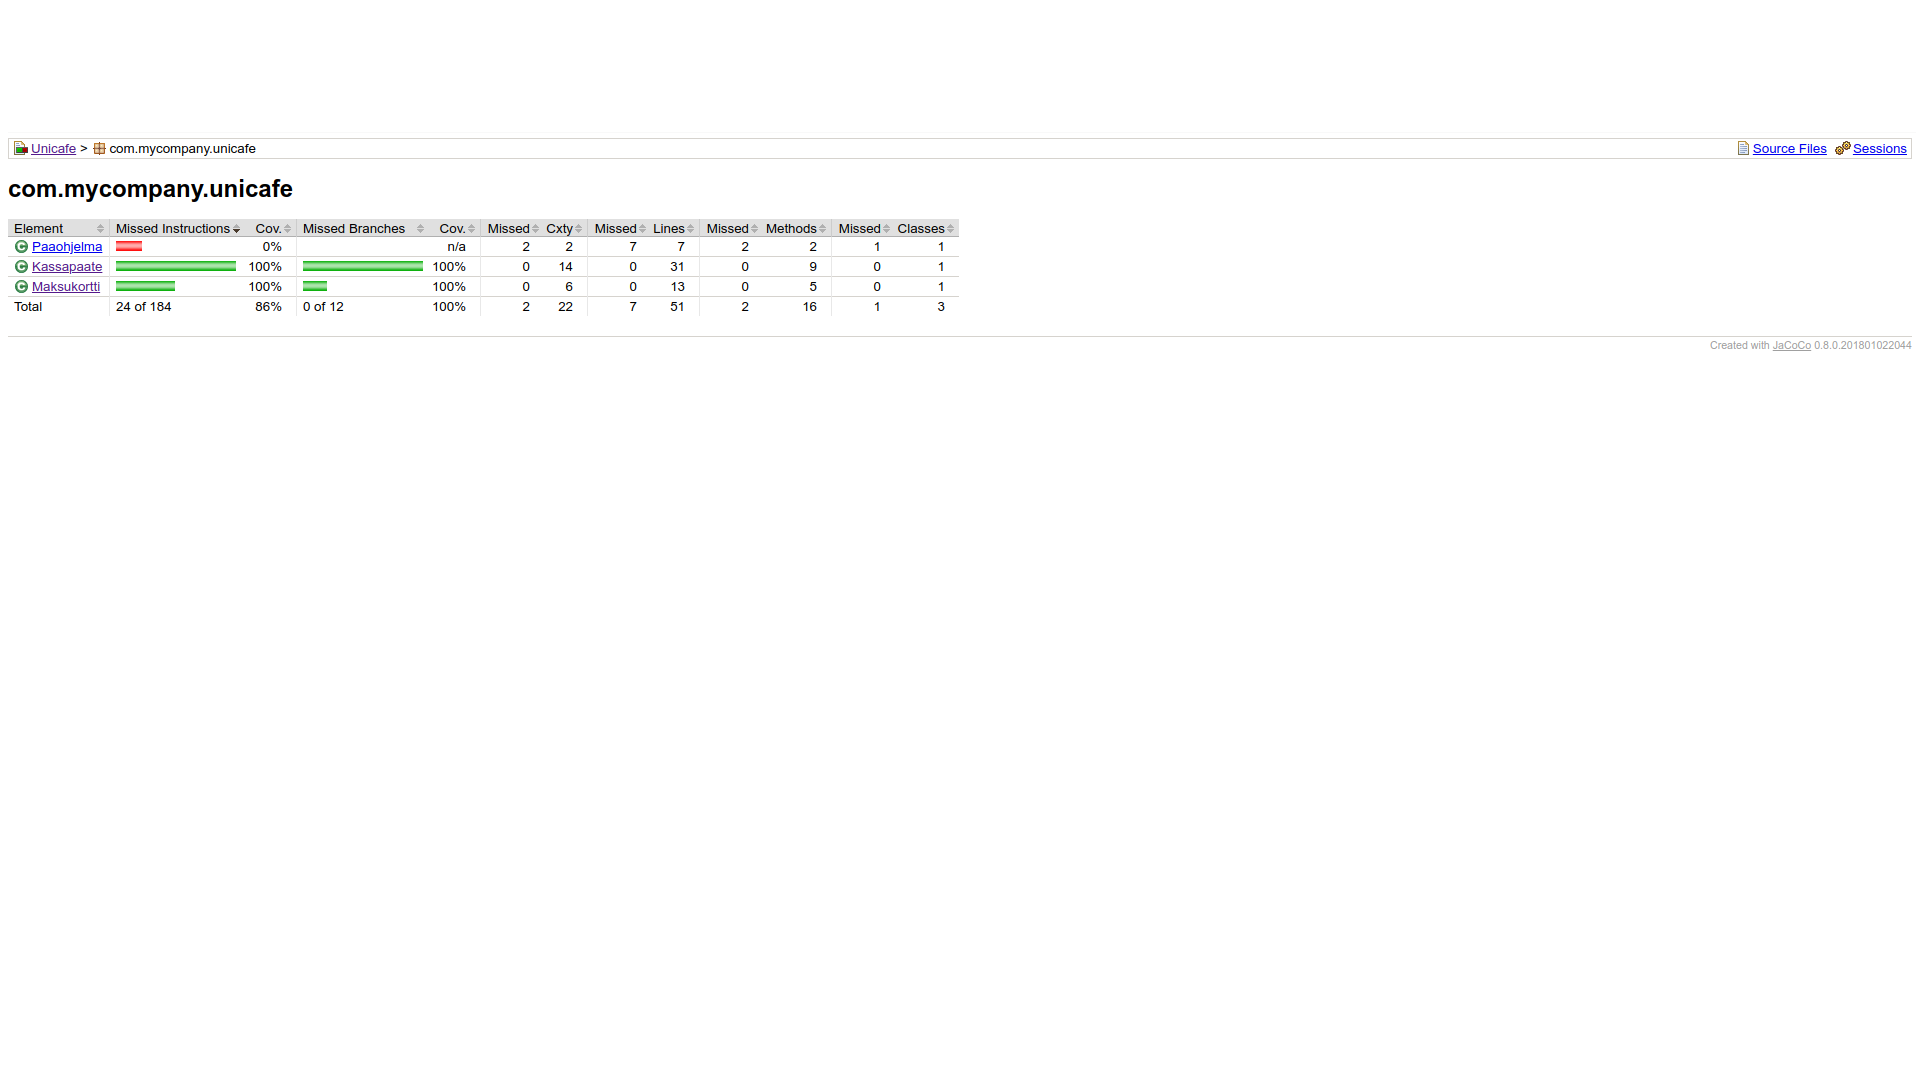 Unicafe > com.mycompany.unicafe Source Files Sessions
com.mycompany.unicafe
Element Missed Instructions Cov. Missed Branches Cov. Missed Cxty Missed Lines Missed Methods Missed Classes
Paaohjelma 0% n/a 2 2 7 7 2 2 1 1
Kassapaate 100% 100% 0 14 0 31 0 9 0 1
Maksukortti 100% 100% 0 6 0 13 0 5 0 1
Total 24 of 184 86% 0 of 12 100% 2 22 7 51 2 16 1 3
Created with JaCoCo 0.8.0.201801022044